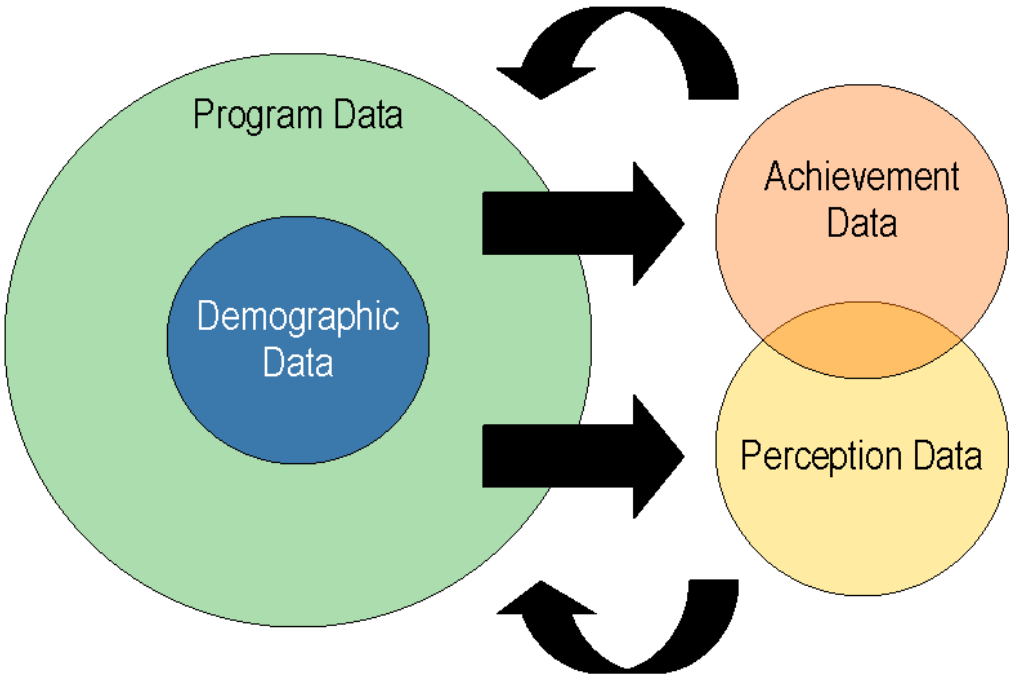 Program Data
Demographic
Data
Achievement
Data
Perception Data